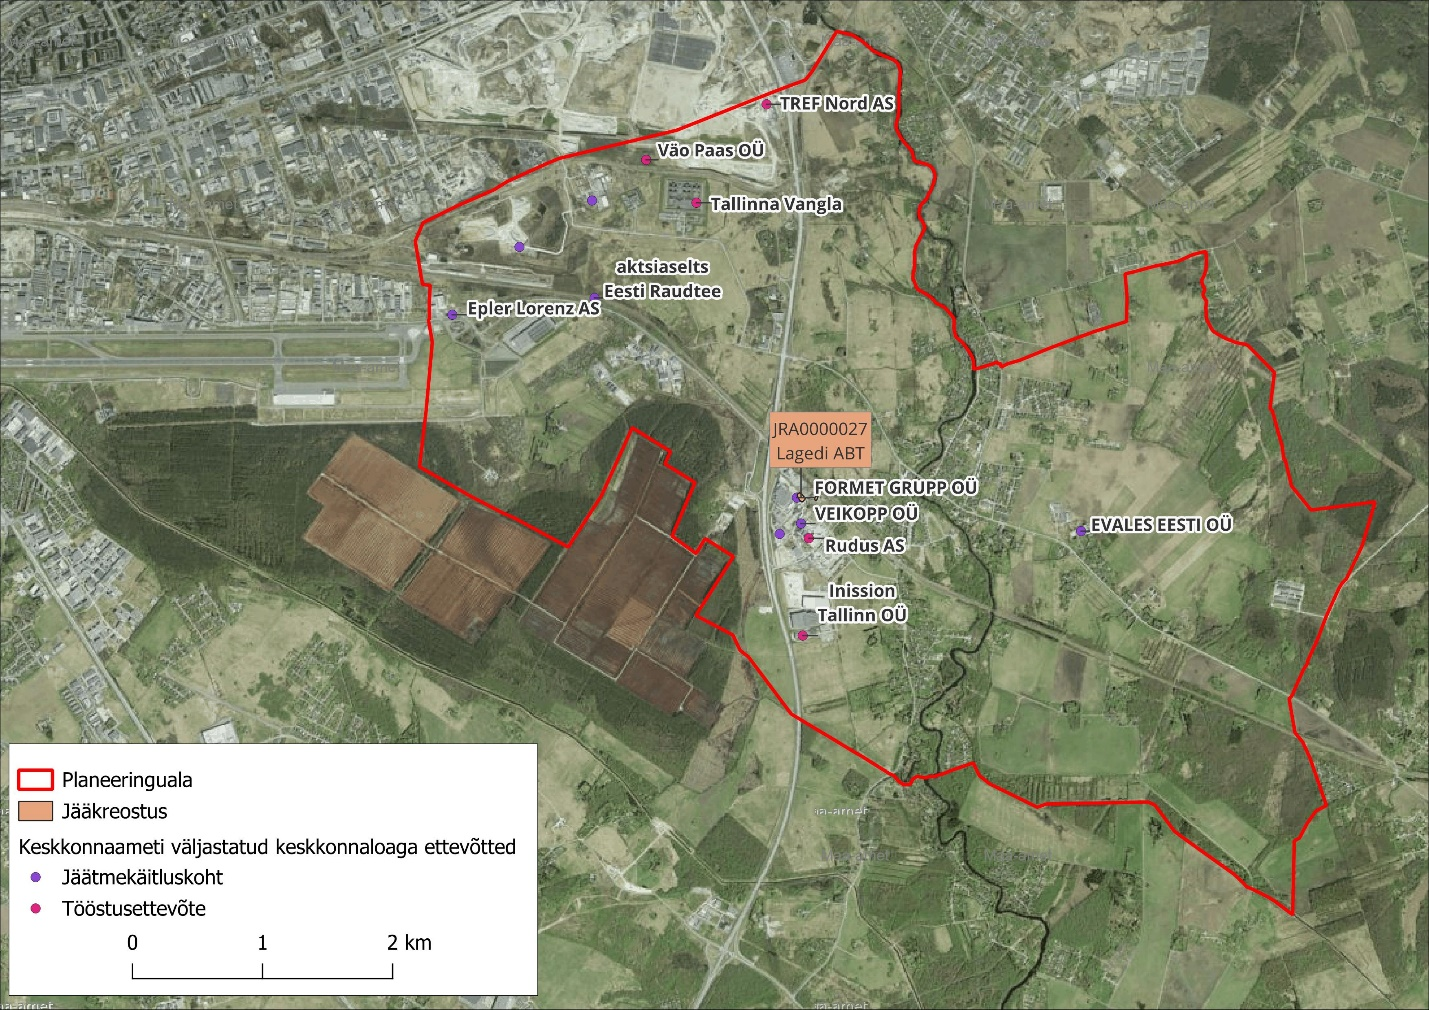 TREF Nord AS
Väo Paas OÜ
Tallinna Vangla
aktsiaselts
Eesti Raudtee
Epler Lorenz AS
JRA0000027
Lagedi ABT
FORMET GRUPP OÜ
VEIKOPP OÜ
EVALES EESTI OÜ
Rudus AS
Inission
Tallinn OÜ
Planeeringuala
Jääkreostus
Keskkonnaameti väljastatud keskkonnaloaga ettevõtted
Jäätmekäitluskoht
Tööstusettevõte
0 1 2 km